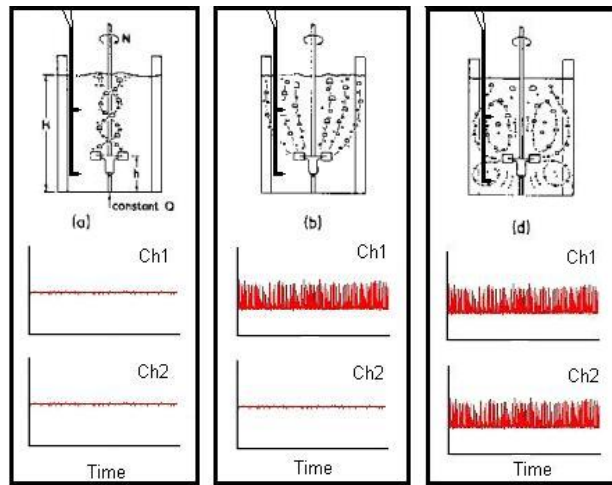 N
H
h
constant Q
(a)
Ch1
Ch2
Time
N
(b)
Ch1
Ch2
Time
N
(d)
Ch1
Ch2
Time